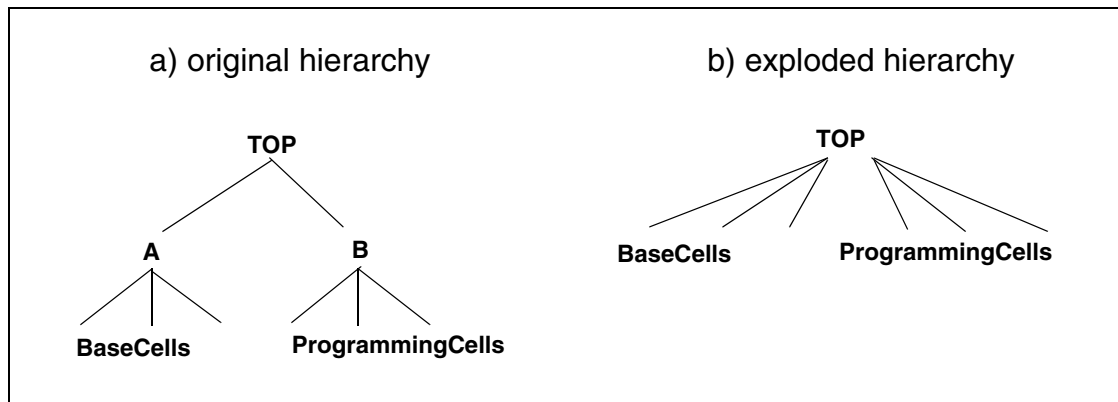 a) original hierarchy
TOP
A
B
BaseCells
ProgrammingCells
b) exploded hierarchy
TOP
BaseCells
ProgrammingCells